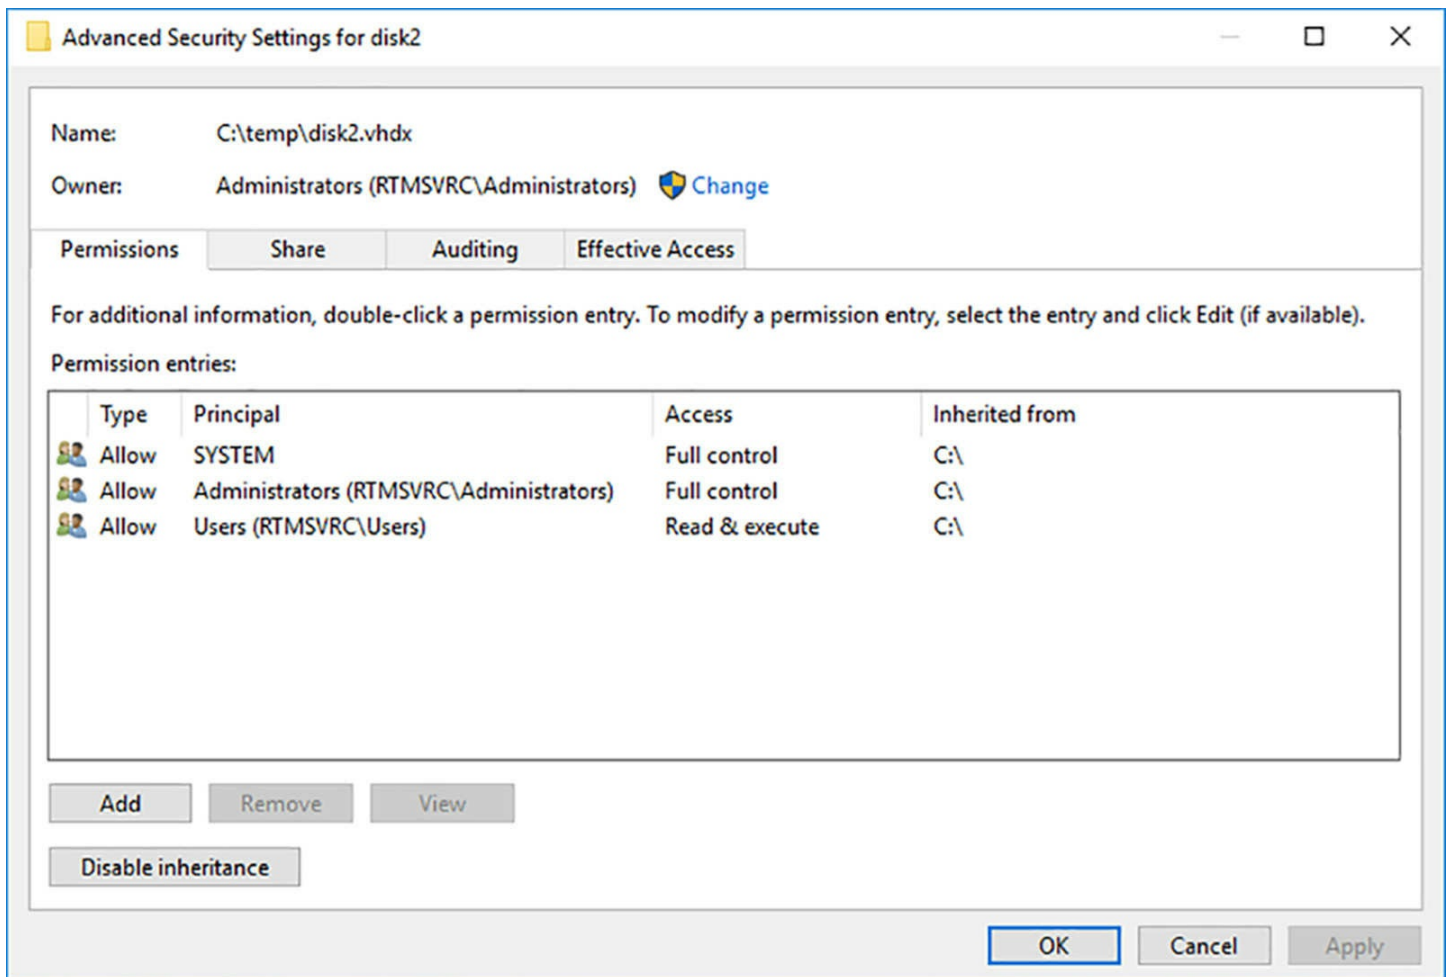 Advanced Security Settings for disk2
Name: C:\temp\disk2.vhdx
Owner: Administrators (RTMSVRC\Administrators) Change
Permissions Share Auditing Effective Access
For additional information, double-click a permission entry. To modify a permission entry, select the entry and click Edit (if available).
Permission entries:
Type Principal Access Inherited from
Allow SYSTEM Full control C:\
Allow Administrators (RTMSVRC\Administrators) Full control C:\
Allow Users (RTMSVRC\Users) Read & execute C:\
Add Remove View
Disable inheritance
OK Cancel Apply